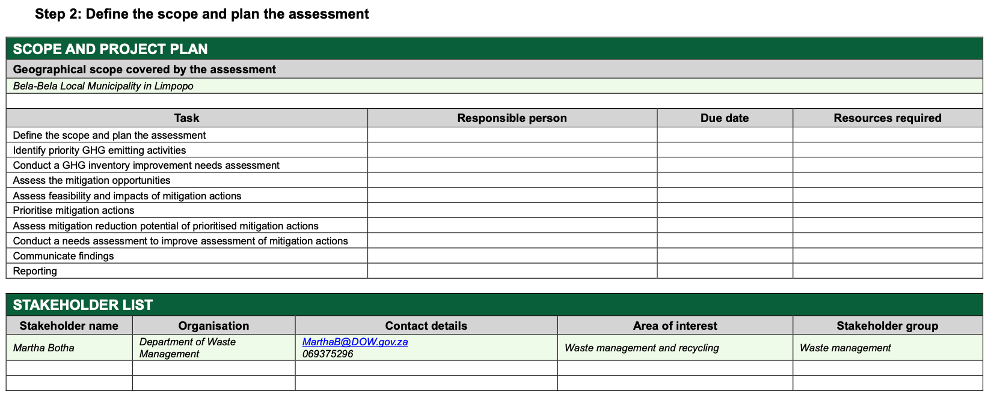 Step 2: Define the scope and plan the assessment
SCOPE AND PROJECT PLAN
Geographical scope covered by the assessment
Bela-Bela Local Municipality in Limpopo
Task Responsible person Due date Resources required
Define the scope and plan the assessment
Identify priority GHG emitting activities
Conduct a GHG inventory improvement needs assessment
Assess the mitigation opportunities
Assess feasibility and impacts of mitigation actions
Prioritise mitigation actions
Assess mitigation reduction potential of prioritised mitigation actions
Conduct a needs assessment to improve assessment of mitigation actions
Communicate findings
Reporting
STAKEHOLDER LIST
Stakeholder name Organisation Contact details Area of interest Stakeholder group
Martha Botha
Department of Waste
Management
MarthaB@DOW.gov.za
069375296
Waste management and recycling
Waste management